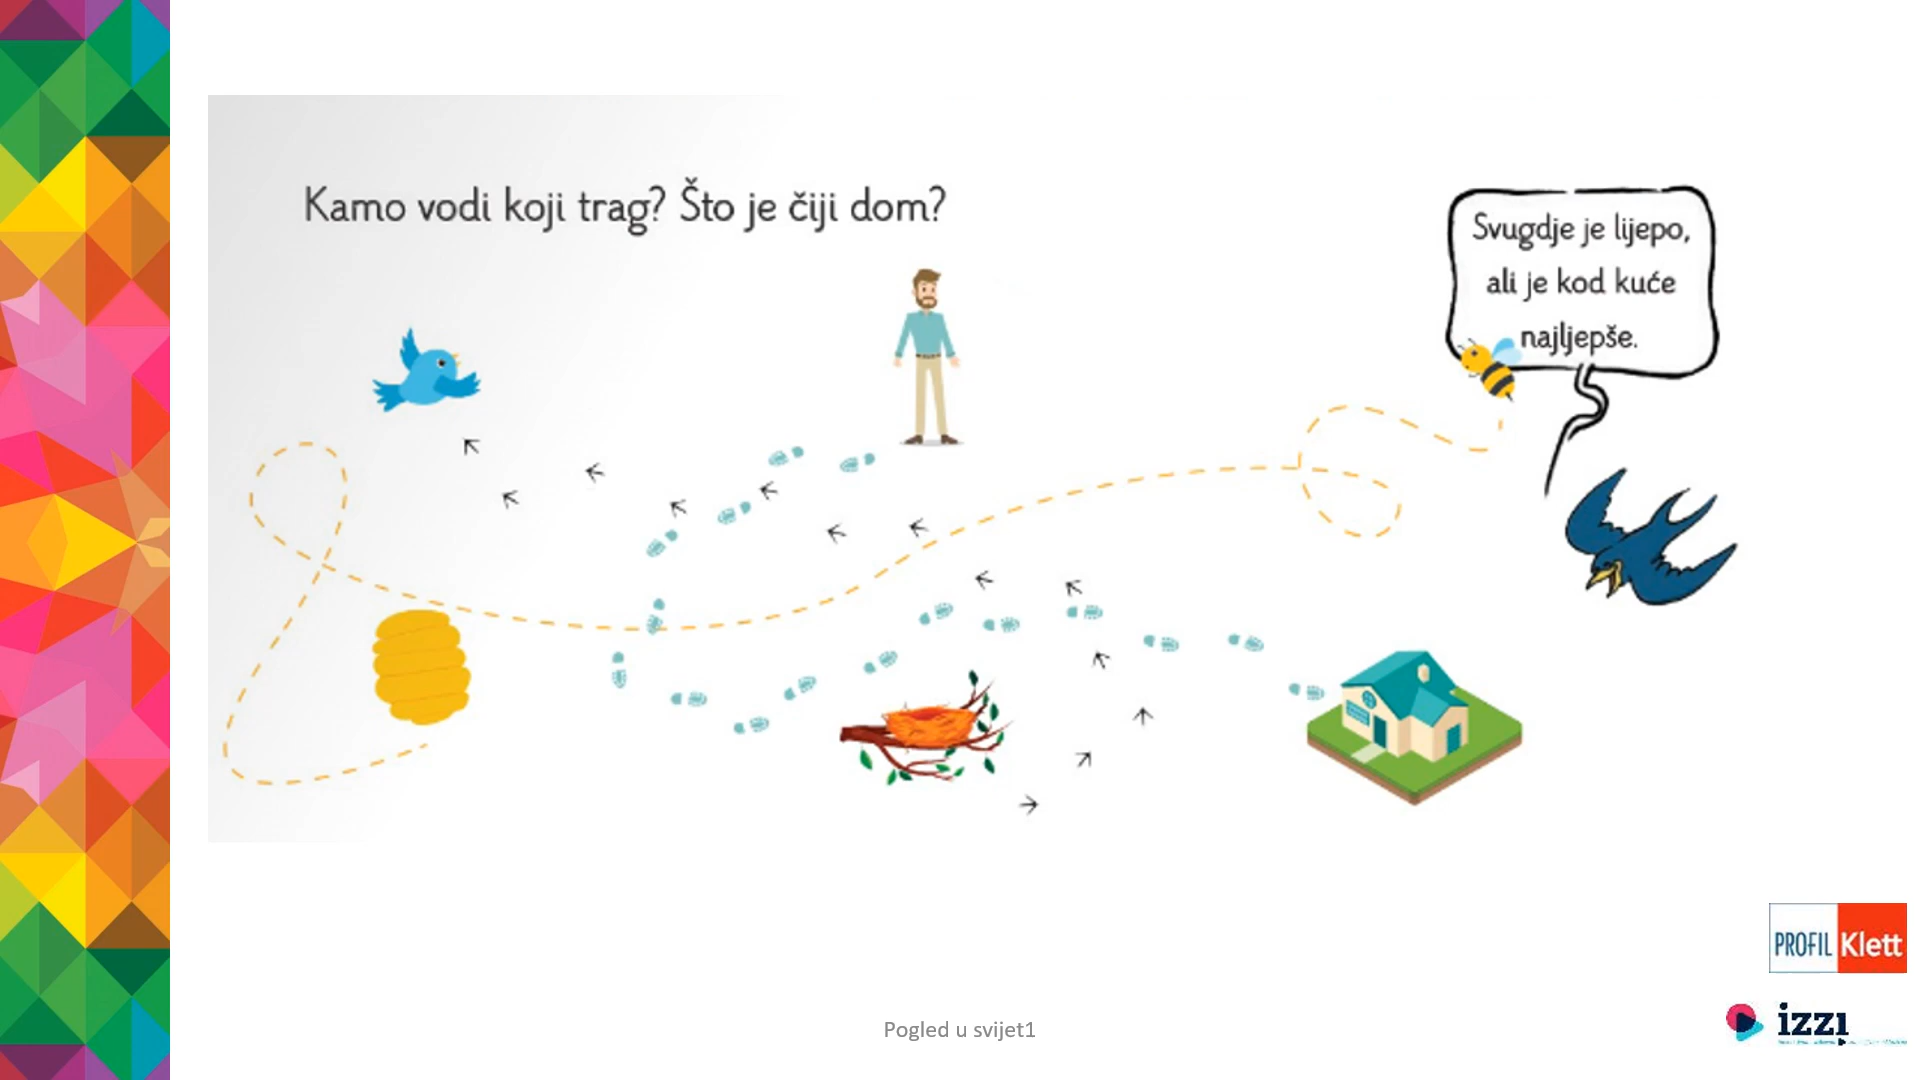 Kamo vodi koji trag? Što je čiji dom?
Svugdje je lijepo,
ali je kod kuće
najljepše.
PROFIL Klett
izzi
Pogled u svijet1